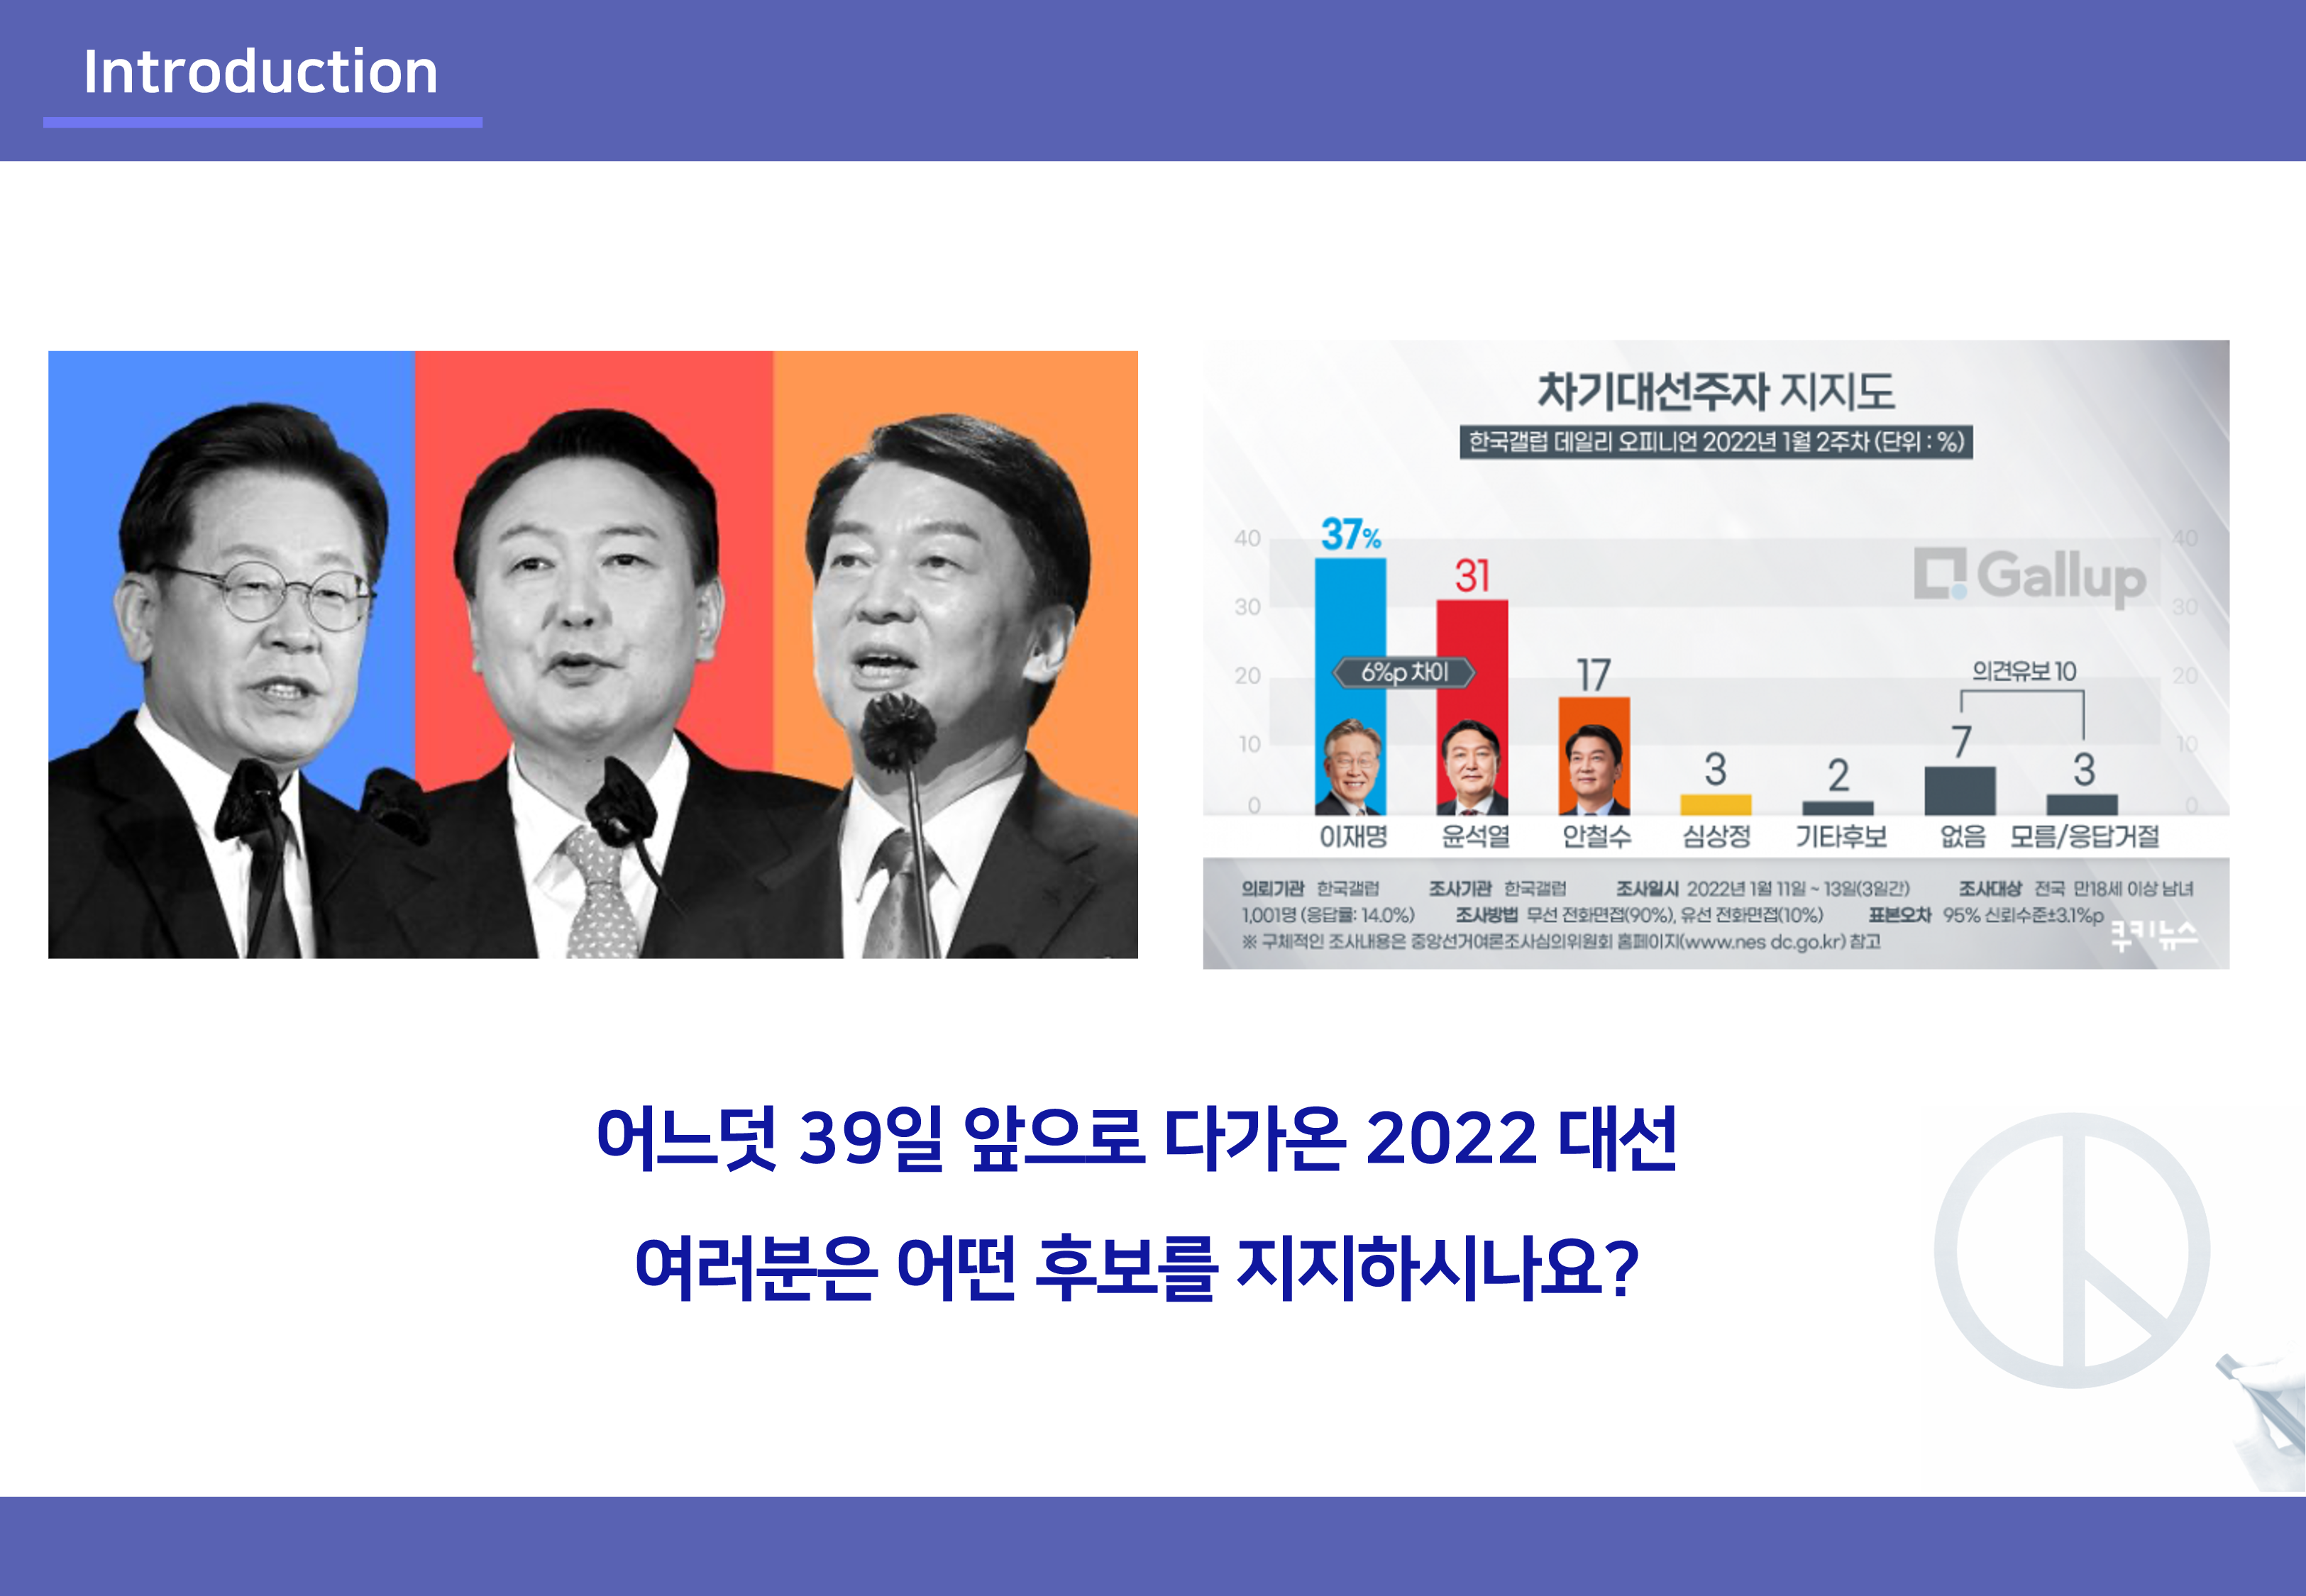 Introduction
차기대선주자 지지도
한국갤럽 데일리 오피니언 2022년 1월 2주차 (단위 : %)
Gallup
40 40
30 30
20 20
10 10
0 0
37%
31
17
3
2
7
3
6%p 차이
의견유보 10
이재명 윤석열 안철수 심상정 기타후보 없음 모름/응답거절
의뢰기관 한국갤럽 조사기관 한국갤럽 조사일시 2022년 1월 11일 ~ 13일(3일간) 조사대상 전국 만18세 이상 남녀
1,001명 (응답률: 14.0%) 조사방법 무선 전화면접(90%), 유선 전화면접(10%) 표본오차 95% 신뢰수준±3.1%p
※ 구체적인 조사내용은 중앙선거여론조사심의위원회 홈페이지(www.nes dc.go.kr) 참고
쿠키뉴스
어느덧 39일 앞으로 다가온 2022 대선
여러분은 어떤 후보를 지지하시나요?